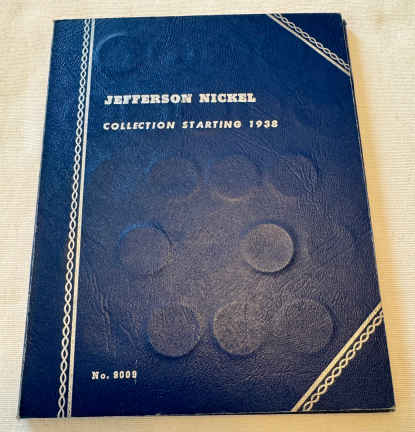 JEFFERSON NICKEL
COLLECTION STARTING 1938
No. 9009